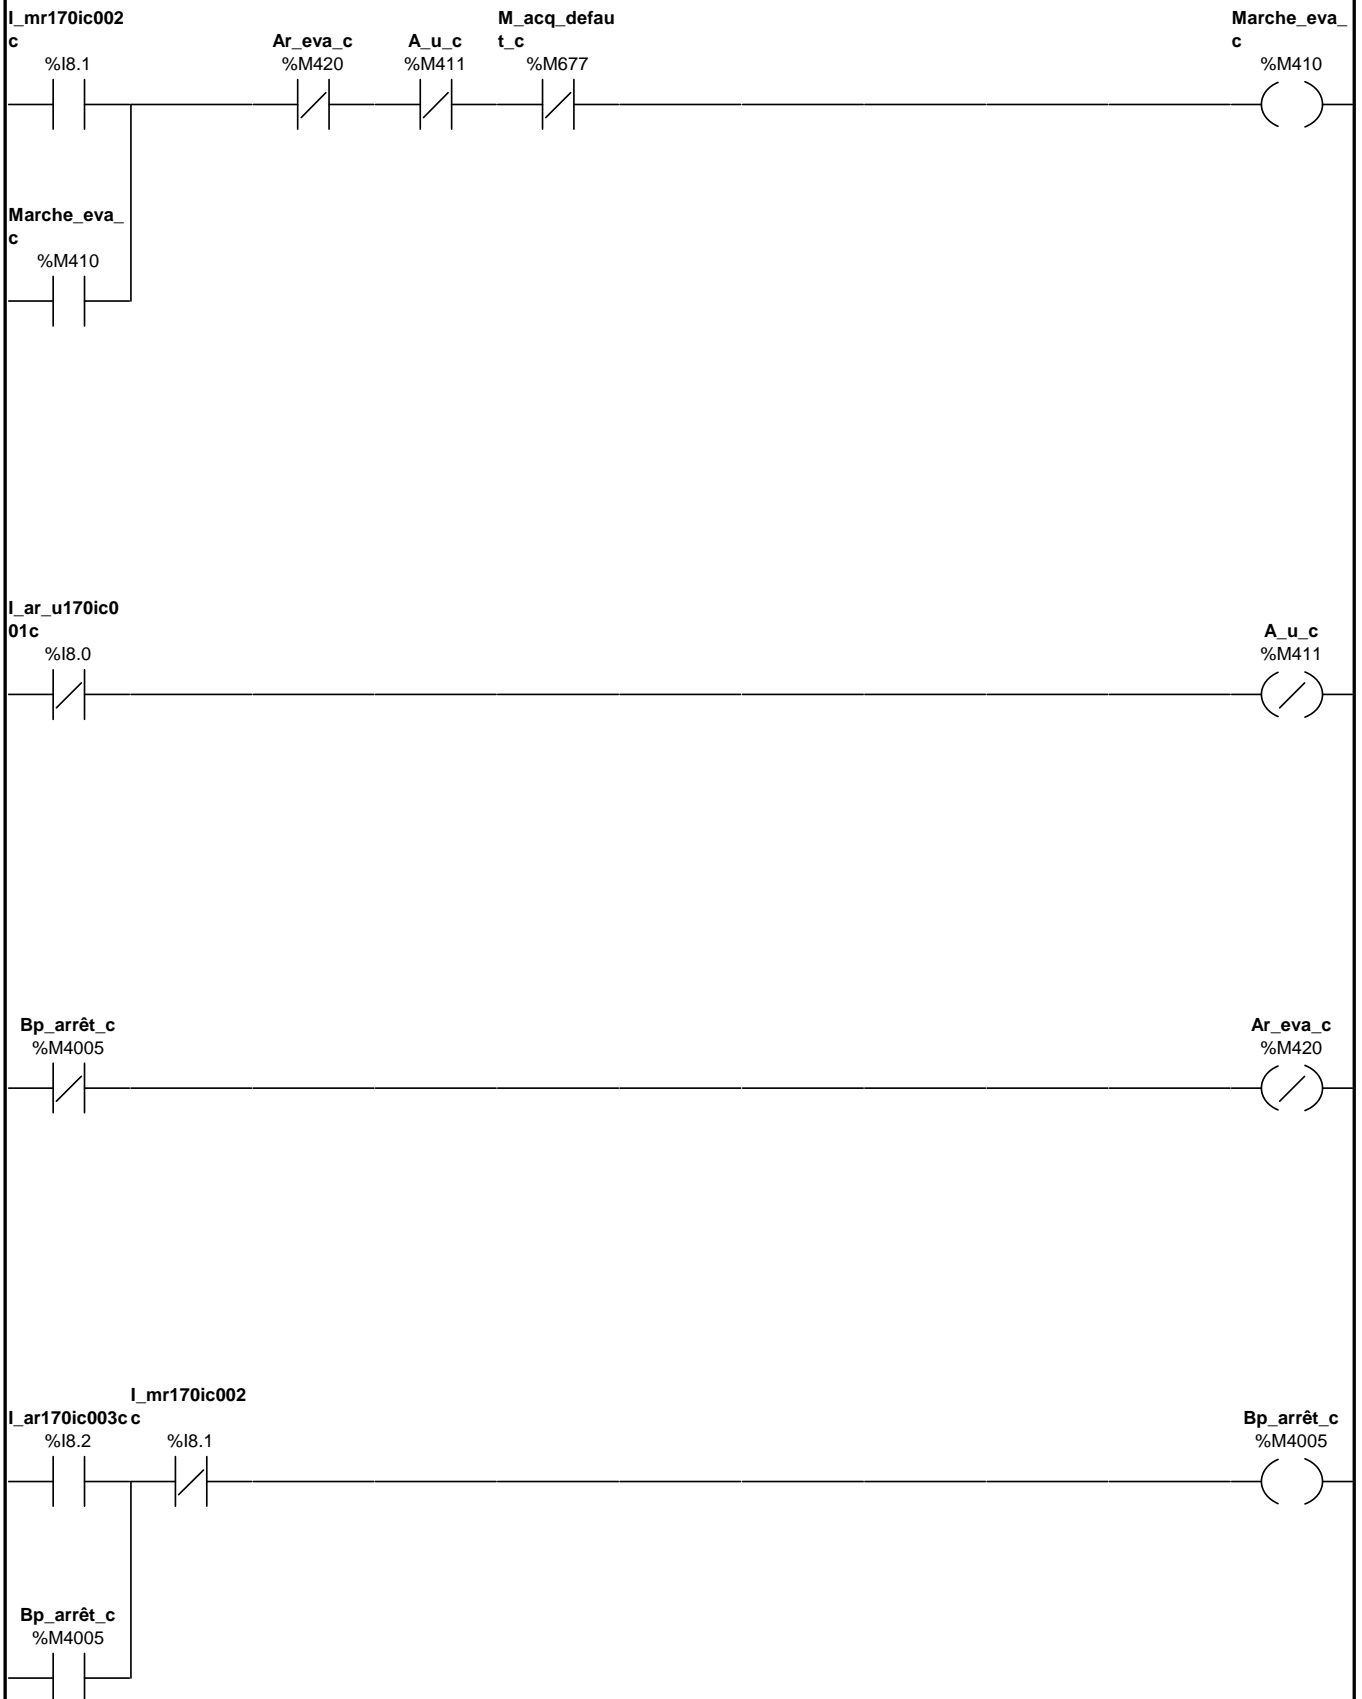 I_mr170ic002
c
%I8.1
Ar_eva_c
%M420
A_u_c
%M411
M_acq_defau
t_c
%M677
Marche_eva_
c
%M410
Marche_eva_
c
%M410
I_ar_u170ic0
01c
%I8.0
A_u_c
%M411
Bp_arrêt_c
%M4005
Ar_eva_c
%M420
I_ar170ic003c
%I8.2
I_mr170ic002
c
%I8.1
Bp_arrêt_c
%M4005
Bp_arrêt_c
%M4005